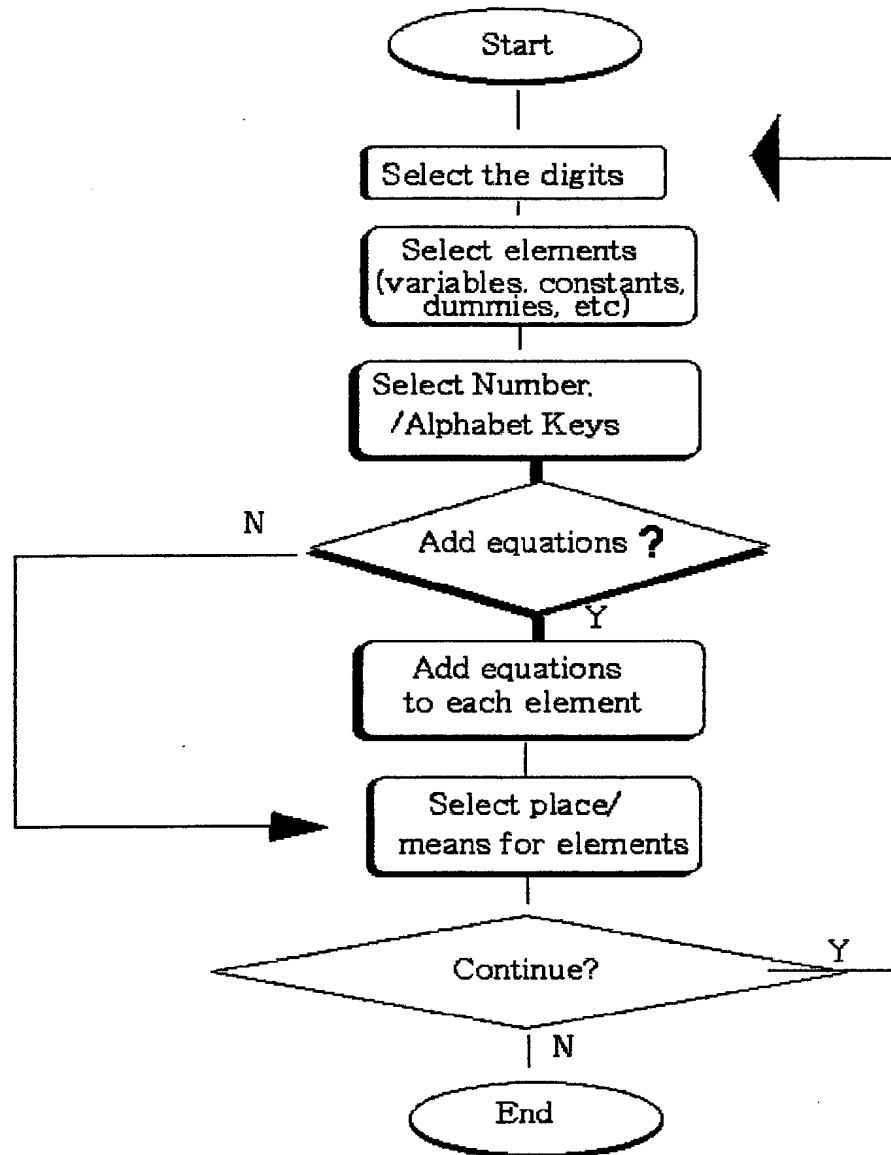 Start
Select the digits
Select elements
(variables. constants,
dummies, etc)
Select Number.
/Alphabet Keys
N
Add equations ?
Y
Add equations
to each element
Select place/
means for elements
Y
Continue?
N
End